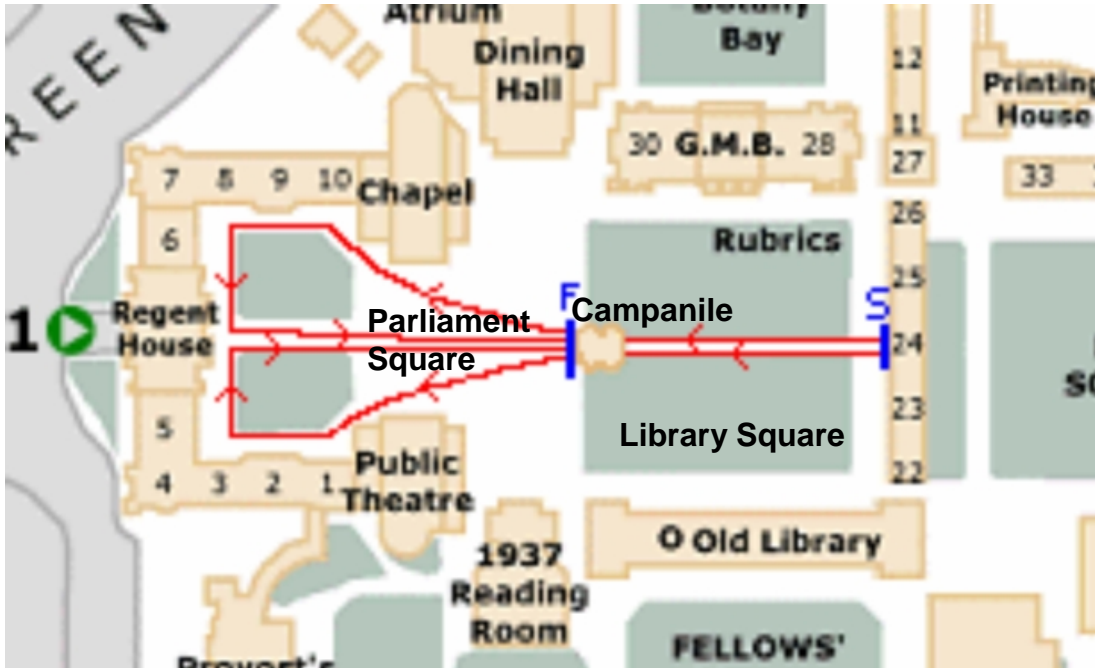 REEN
Atrium
Dining
Hall
Botany
Bay
12
11
27
Printing
House
33
30 G.M.B. 28
7 8 9 10 Chapel
6
26
Rubrics
25
Regent
House
1
Parliament
Square
F
Campanile
S
24
23
Library Square
22
5
4 3 2 1
Public
Theatre
1937
Reading
Room
O Old Library
FELLOWS'
Provost's